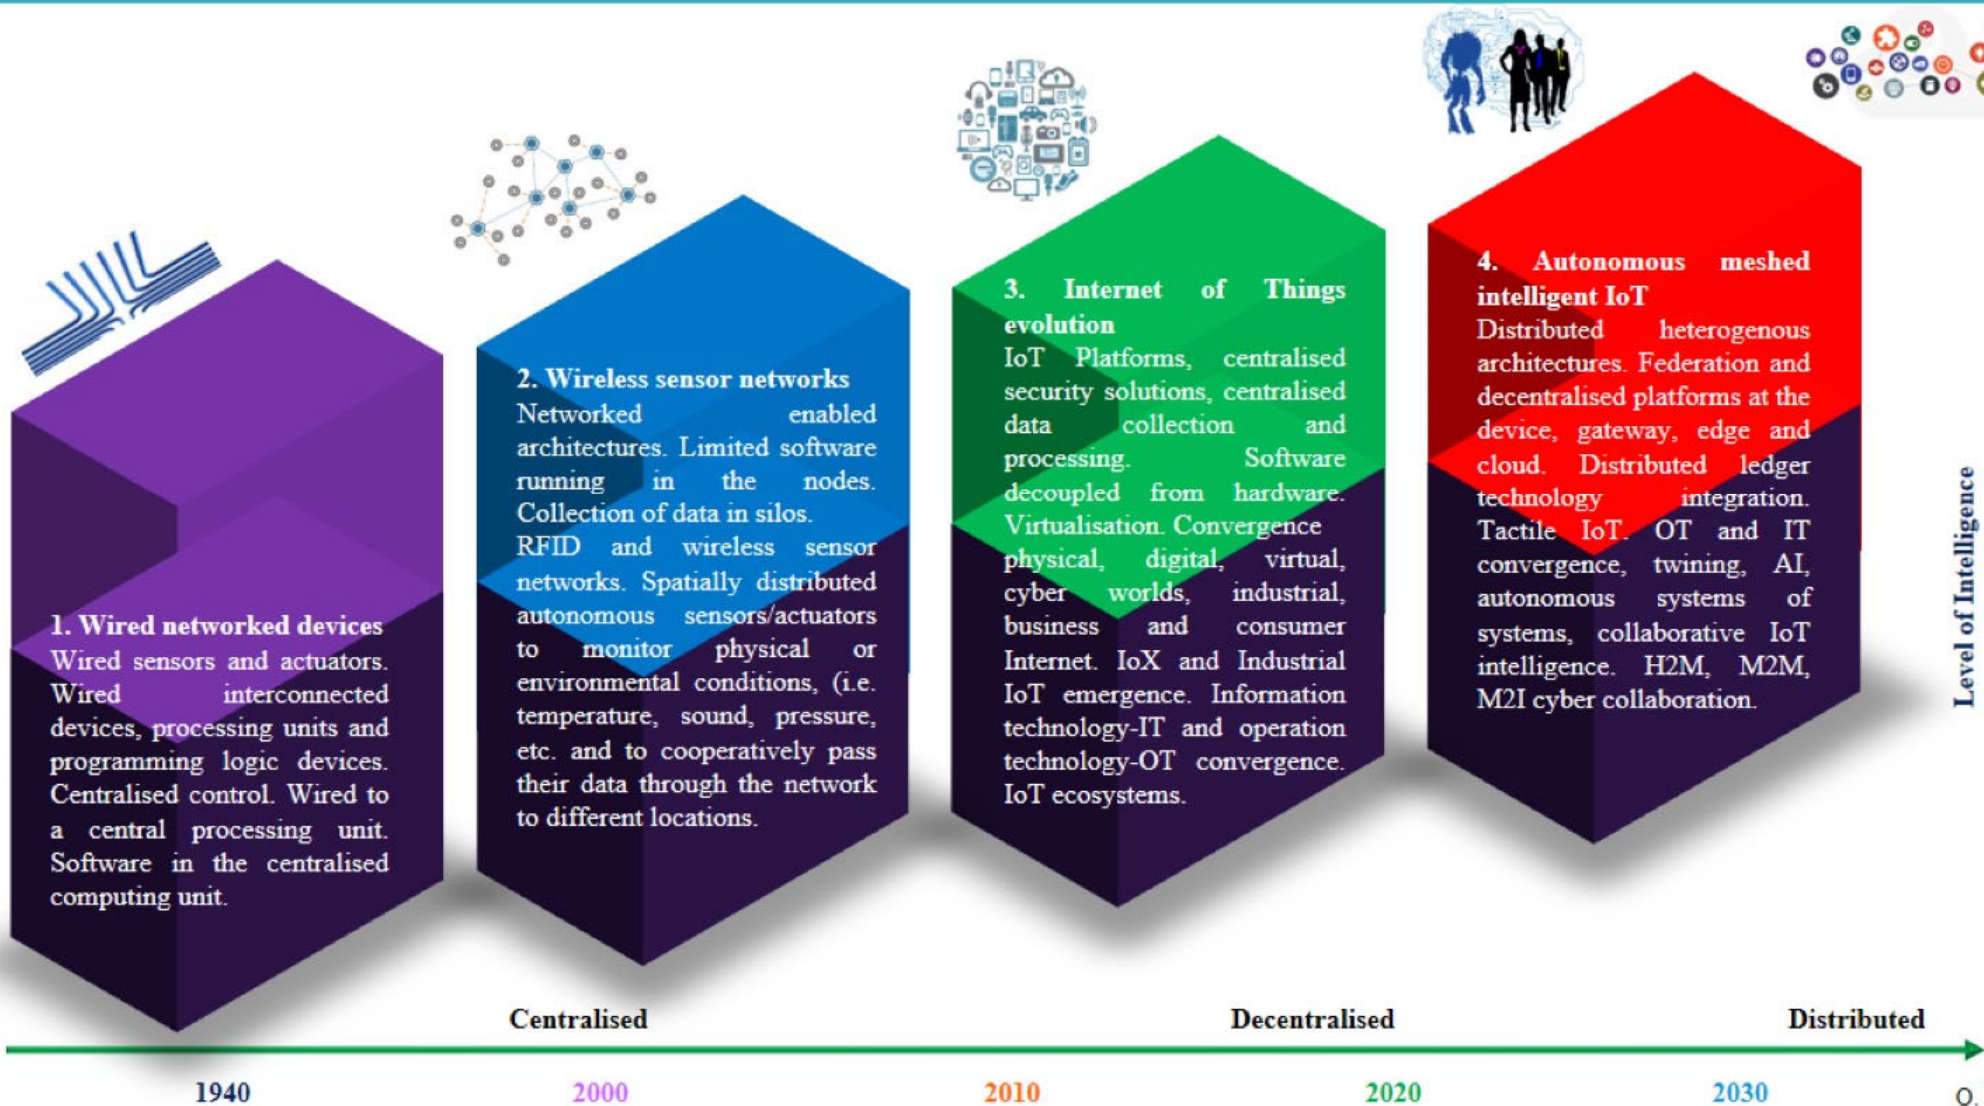 1. Wired networked devices
Wired sensors and actuators.
Wired interconnected
devices, processing units and
programming logic devices.
Centralised control. Wired to
a central processing unit.
Software in the centralised
computing unit.
2. Wireless sensor networks
Networked enabled
architectures. Limited software
running in the nodes.
Collection of data in silos.
RFID and wireless sensor
networks. Spatially distributed
autonomous sensors/actuators
to monitor physical or
environmental conditions, (i.e.
temperature, sound, pressure,
etc. and to cooperatively pass
their data through the network
to different locations.
3. Internet of Things
evolution
IoT Platforms, centralised
security solutions, centralised
data collection and
processing. Software
decoupled from hardware.
Virtualisation. Convergence
physical, digital, virtual,
cyber worlds, industrial,
business and consumer
Internet. IoX and Industrial
IoT emergence. Information
technology-IT and operation
technology-OT convergence.
IoT ecosystems.
4. Autonomous meshed
intelligent IoT
Distributed heterogenous
architectures. Federation and
decentralised platforms at the
device, gateway, edge and
cloud. Distributed ledger
technology integration.
Tactile IoT. OT and IT
convergence, twining, AI,
autonomous systems of
systems, collaborative IoT
intelligence. H2M, M2M,
M2I cyber collaboration.
Level of Intelligence
Centralised Decentralised Distributed
1940 2000 2010 2020 2030